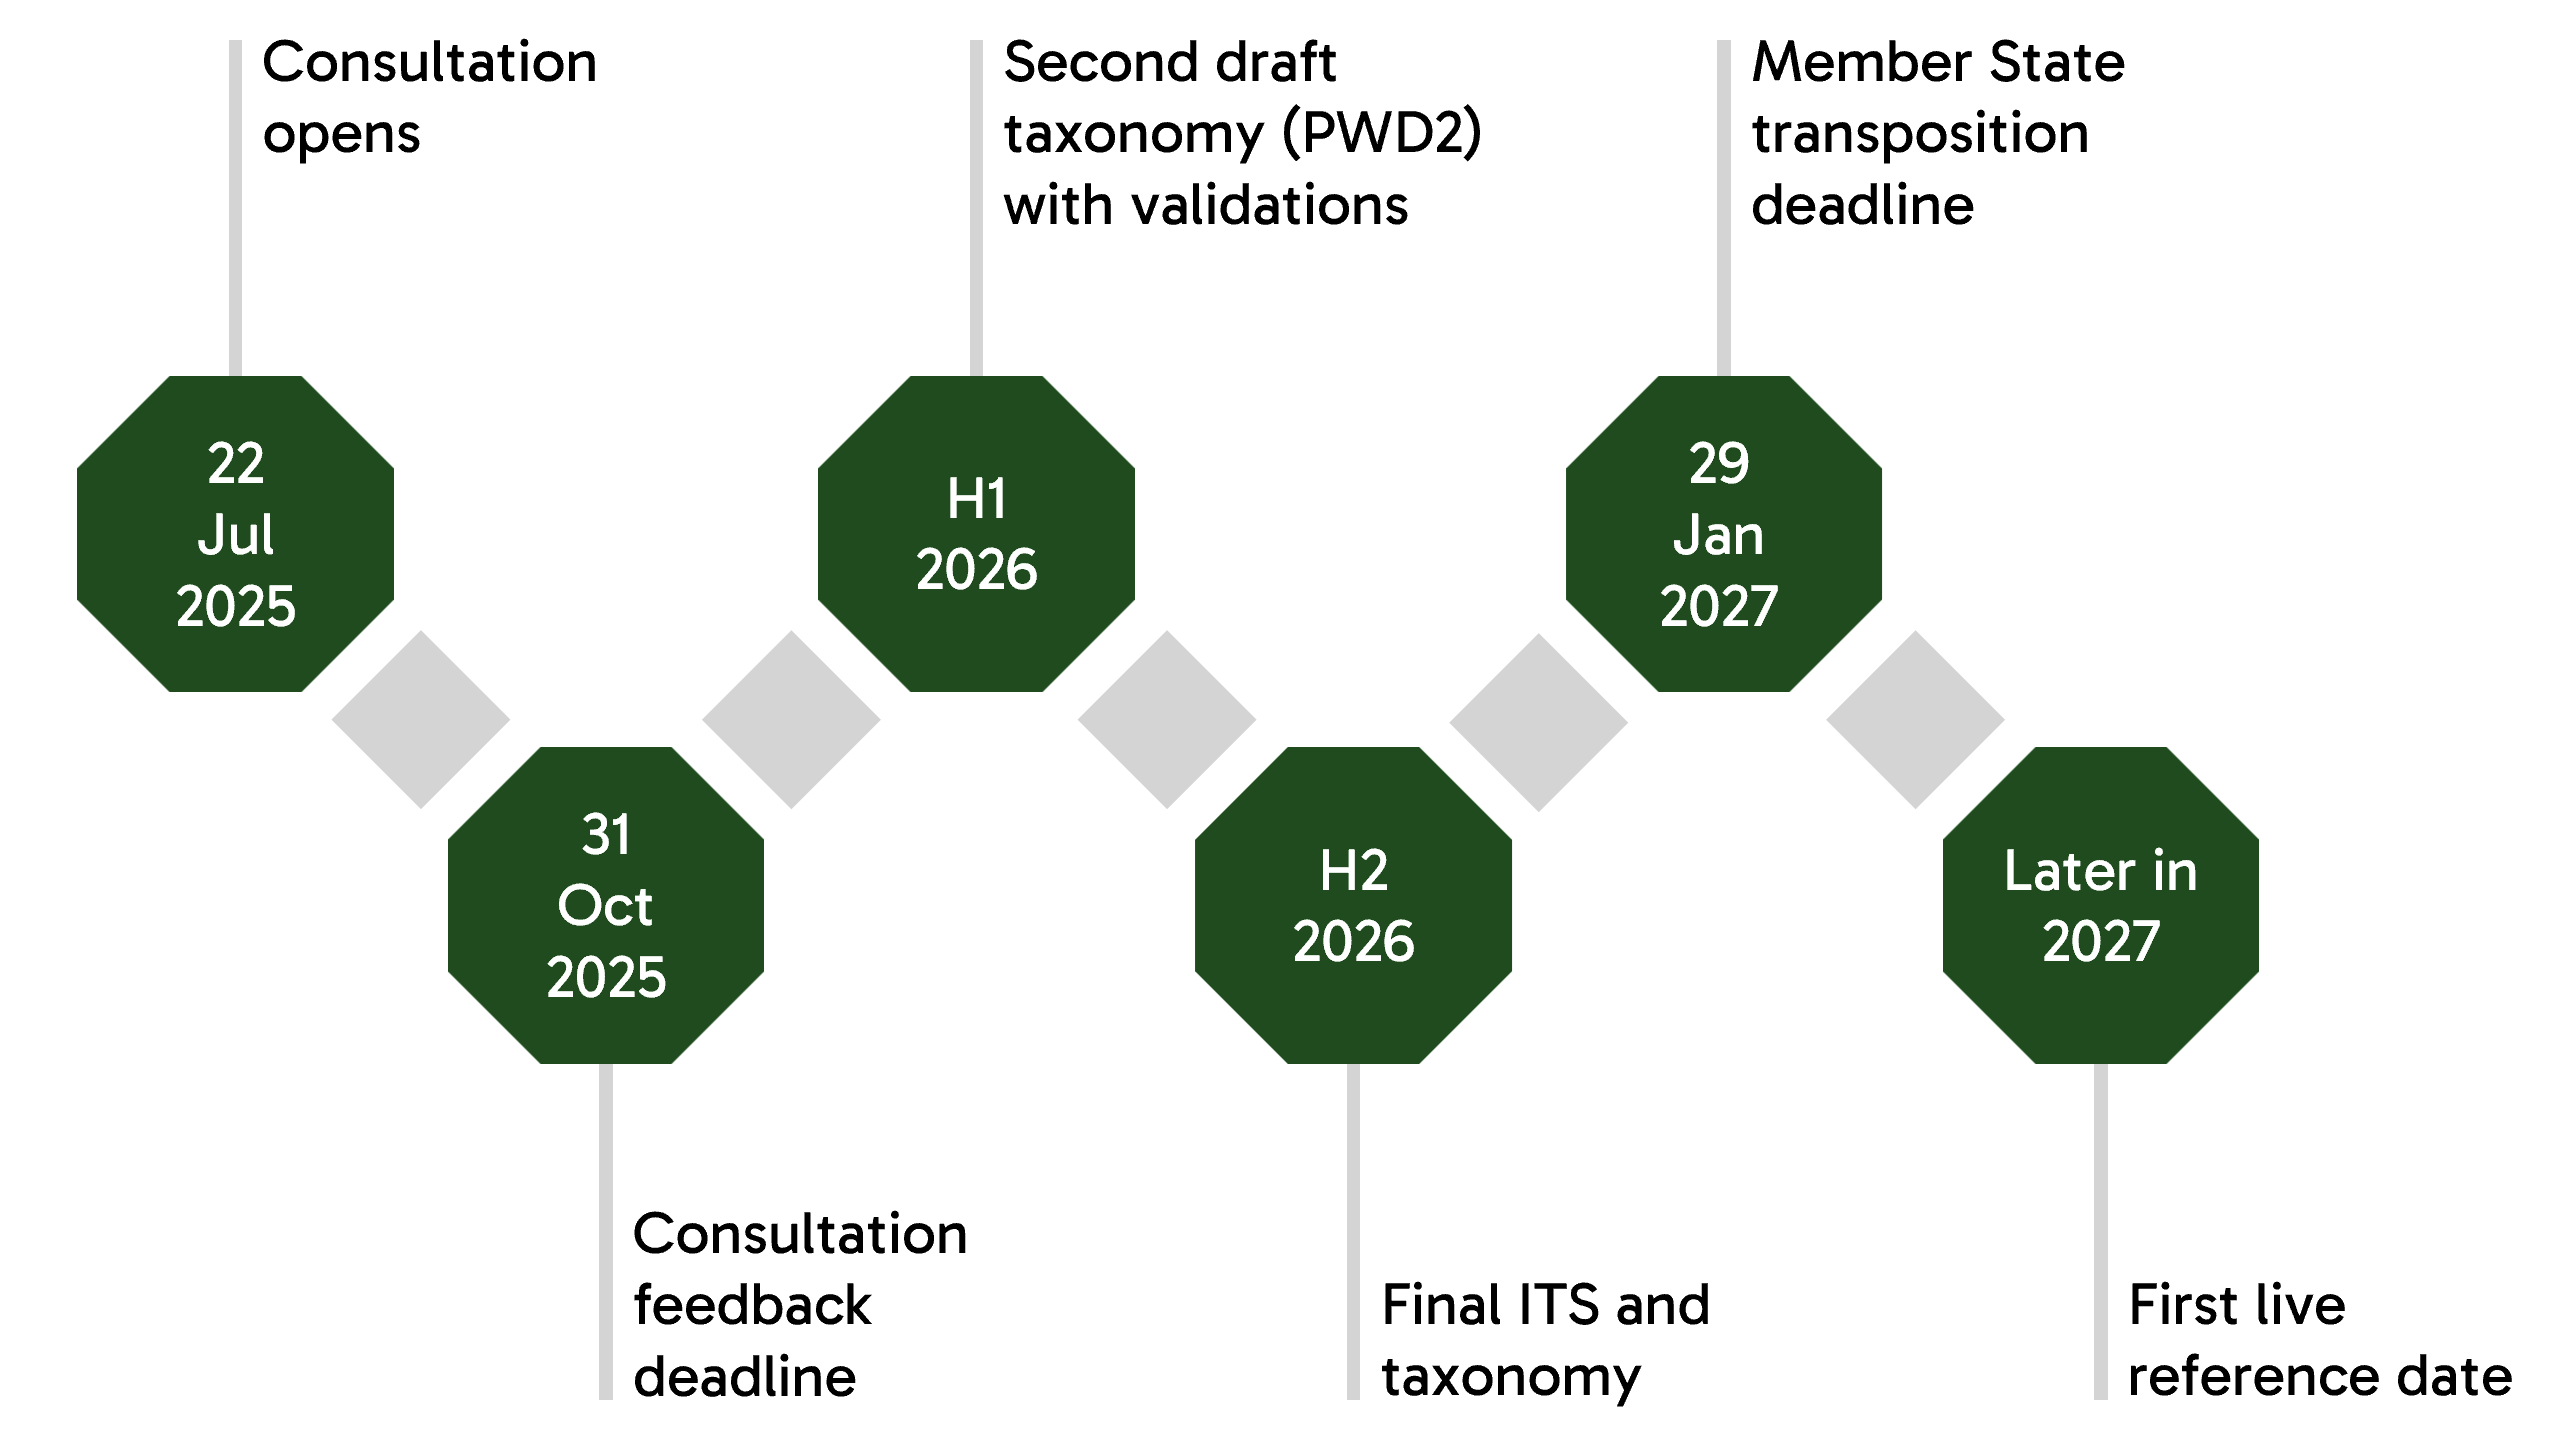 Consultation
opens
22
Jul
2025
31
Oct
2025
Consultation
feedback
deadline
Second draft
taxonomy (PWD2)
with validations
H1
2026
H2
2026
Final ITS and
taxonomy
Member State
transposition
deadline
29
Jan
2027
Later in
2027
First live
reference date